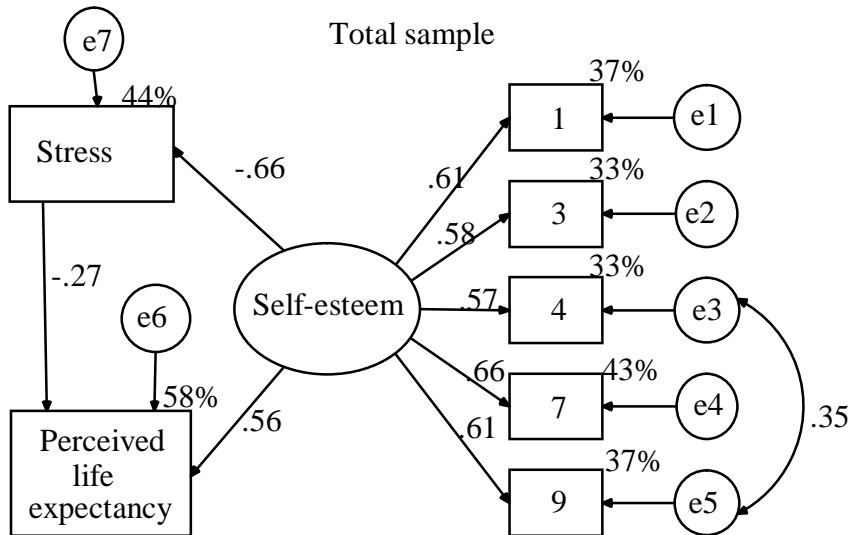 Total sample
e7
44%
Stress
-.66
-.27
e6
58%
Perceived
life
expectancy
.56
Self-esteem
.61
.58
.57
.66
.61
37%
1
e1
33%
3
e2
33%
4
e3
43%
7
e4
37%
9
e5
.35